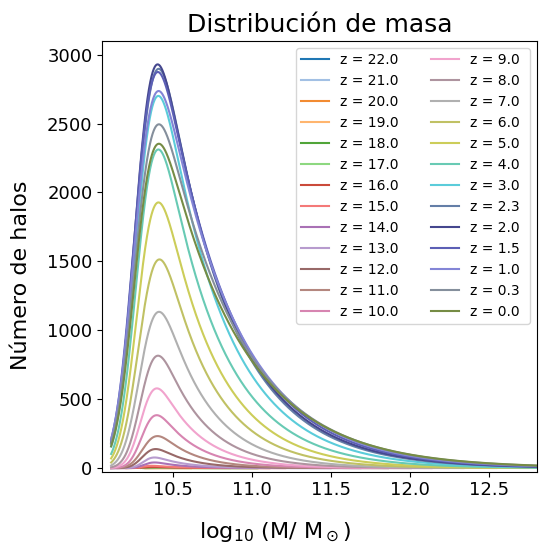 Distribución de masa
Número de halos
3000
2500
2000
1500
1000
500
0
z = 22.0
z = 21.0
z = 20.0
z = 19.0
z = 18.0
z = 17.0
z = 16.0
z = 15.0
z = 14.0
z = 13.0
z = 12.0
z = 11.0
z = 10.0
z = 9.0
z = 8.0
z = 7.0
z = 6.0
z = 5.0
z = 4.0
z = 3.0
z = 2.3
z = 2.0
z = 1.5
z = 1.0
z = 0.3
z = 0.0
10.5 11.0 11.5 12.0 12.5
log₁₀ (M/ M⊙)